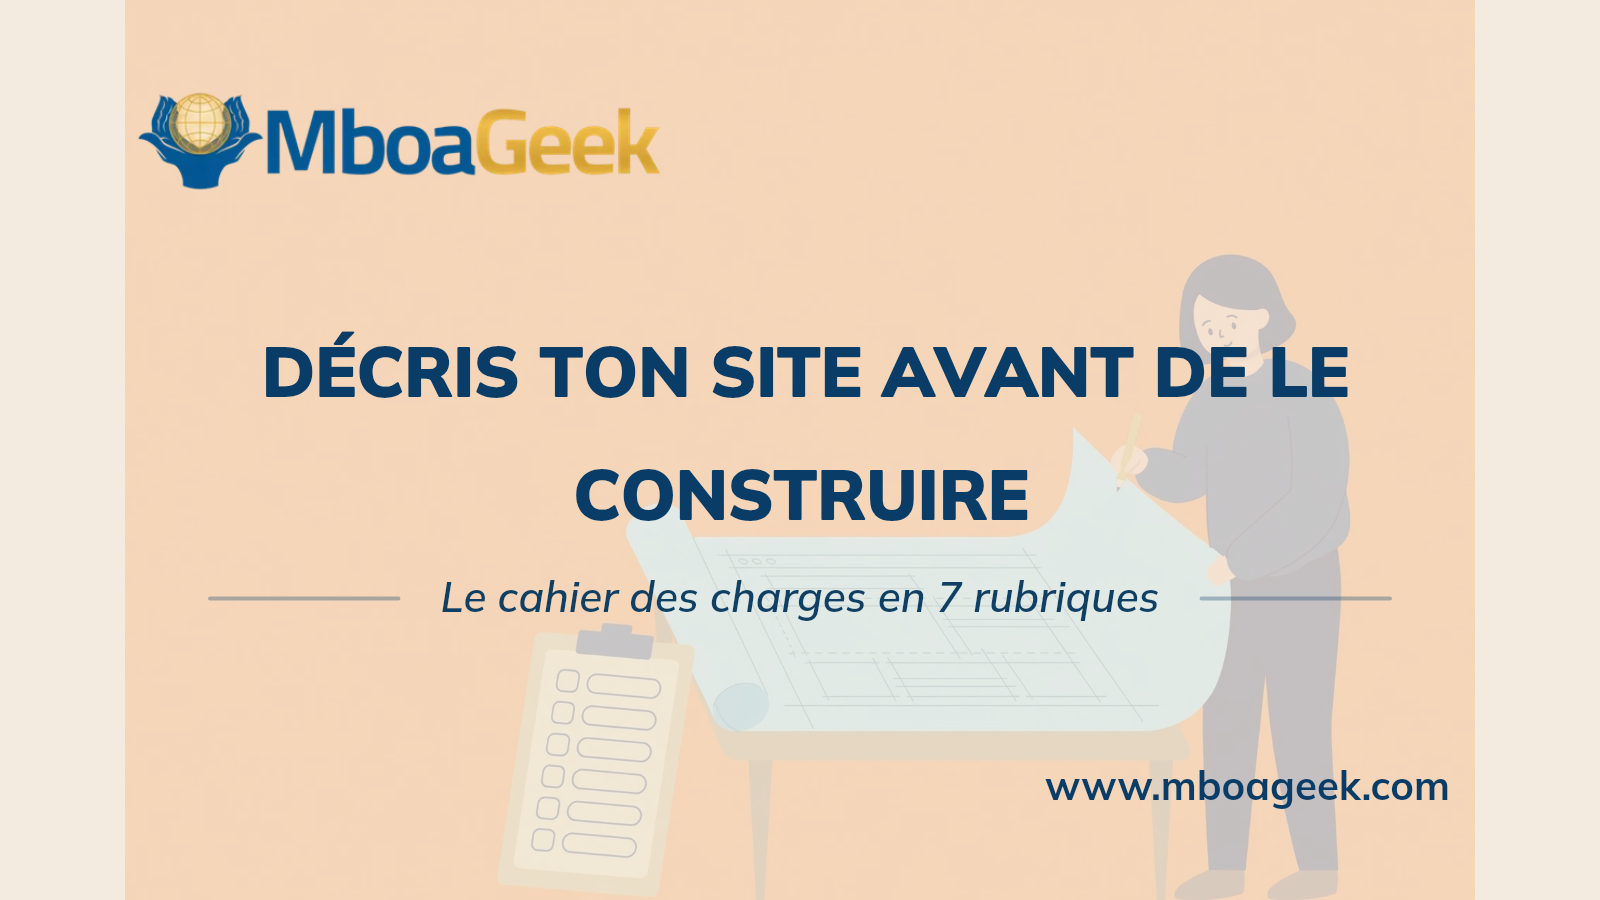 MboaGeek
DÉCRIS TON SITE AVANT DE LE
CONSTRUIRE
Le cahier des charges en 7 rubriques
www.mboageek.com